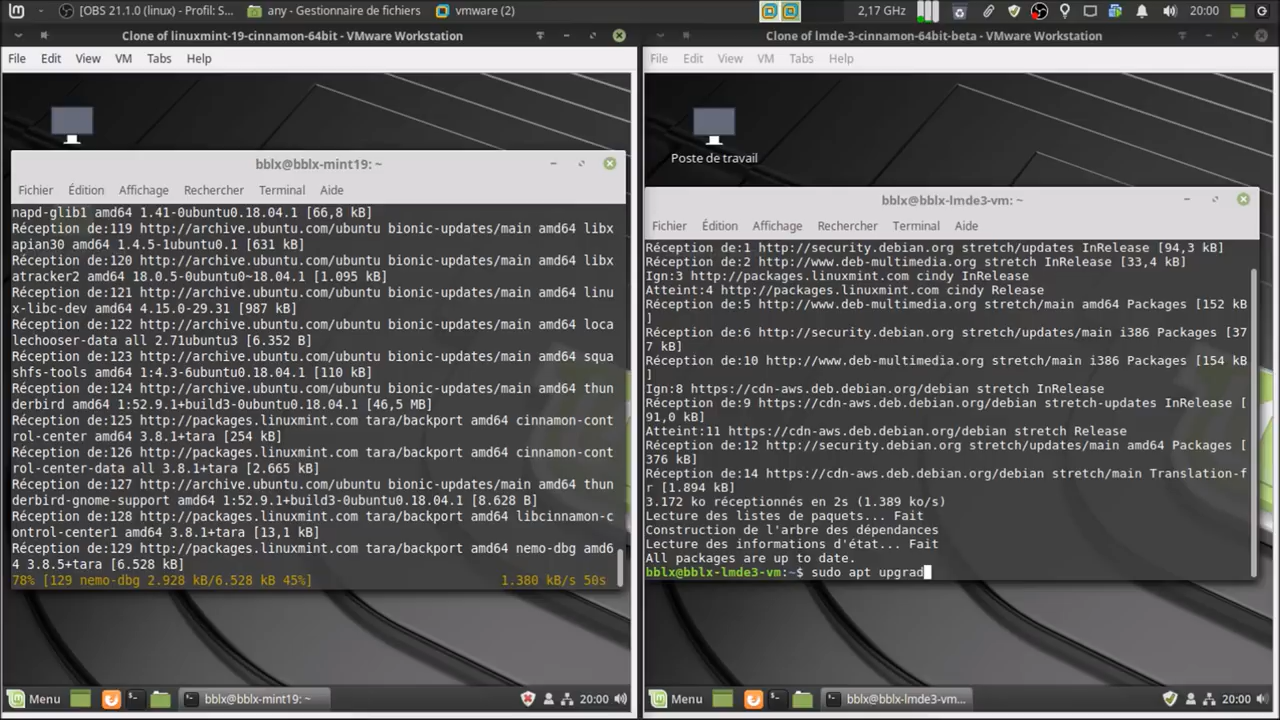 [OBS 21.1.0 (linux) - Profil: S...
any - Gestionnaire de fichiers
vmware (2)
2,17 GHz
20:00
Clone of linuxmint-19-cinnamon-64bit - VMware Workstation
File Edit View VM Tabs Help
bblx@bblx-mint19: ~
Fichier Édition Affichage Rechercher Terminal Aide
napd-glib1 amd64 1.41-0ubuntu0.18.04.1 [66,8 kB]
Réception de:119 http://archive.ubuntu.com/ubuntu bionic-updates/main amd64 libx
apian30 amd64 1.4.5-1ubuntu0.1 [631 kB]
Réception de:120 http://archive.ubuntu.com/ubuntu bionic-updates/main amd64 libx
atracker2 amd64 18.0.5-0ubuntu0~18.04.1 [1.095 kB]
Réception de:121 http://archive.ubuntu.com/ubuntu bionic-updates/main amd64 linu
x-libc-dev amd64 4.15.0-29.31 [987 kB]
Réception de:122 http://archive.ubuntu.com/ubuntu bionic-updates/main amd64 loca
lechooser-data all 2.71ubuntu3 [6.352 B]
Réception de:123 http://archive.ubuntu.com/ubuntu bionic-updates/main amd64 squa
shfs-tools amd64 1:4.3-6ubuntu0.18.04.1 [110 kB]
Réception de:124 http://archive.ubuntu.com/ubuntu bionic-updates/main amd64 thun
derbird amd64 1:52.9.1+build3-0ubuntu0.18.04.1 [46,5 MB]
Réception de:125 http://packages.linuxmint.com tara/backport amd64 cinnamon-cont
rol-center amd64 3.8.1+tara [254 kB]
Réception de:126 http://packages.linuxmint.com tara/backport amd64 cinnamon-cont
rol-center-data all 3.8.1+tara [2.665 kB]
Réception de:127 http://archive.ubuntu.com/ubuntu bionic-updates/main amd64 thun
derbird-gnome-support amd64 1:52.9.1+build3-0ubuntu0.18.04.1 [8.628 B]
Réception de:128 http://packages.linuxmint.com tara/backport amd64 libcinnamon-c
ontrol-center1 amd64 3.8.1+tara [13,1 kB]
Réception de:129 http://packages.linuxmint.com tara/backport amd64 nemo-dbg amd6
4 3.8.5+tara [6.528 kB]
78% [129 nemo-dbg 2.928 kB/6.528 kB 45%] 1.380 kB/s 50s
Menu
bblx@bblx-mint19: ~
20:00
Clone of lmde-3-cinnamon-64bit-beta - VMware Workstation
File Edit View VM Tabs Help
Poste de travail
bblx@bblx-lmde3-vm: ~
Fichier Édition Affichage Rechercher Terminal Aide
Réception de:1 http://security.debian.org stretch/updates InRelease [94,3 kB]
Réception de:2 http://www.deb-multimedia.org stretch InRelease [33,4 kB]
Ign:3 http://packages.linuxmint.com cindy InRelease
Atteint:4 http://packages.linuxmint.com cindy Release
Réception de:5 http://www.deb-multimedia.org stretch/main amd64 Packages [152 kB
]
Réception de:6 http://security.debian.org stretch/updates/main i386 Packages [37
7 kB]
Réception de:10 http://www.deb-multimedia.org stretch/main i386 Packages [154 kB
]
Ign:8 https://cdn-aws.deb.debian.org/debian stretch InRelease
Réception de:9 https://cdn-aws.deb.debian.org/debian stretch-updates InRelease [
91,0 kB]
Atteint:11 https://cdn-aws.deb.debian.org/debian stretch Release
Réception de:12 http://security.debian.org stretch/updates/main amd64 Packages [
376 kB]
Réception de:14 https://cdn-aws.deb.debian.org/debian stretch/main Translation-f
r [1.894 kB]
3.172 ko réceptionnés en 2s (1.389 ko/s)
Lecture des listes de paquets... Fait
Construction de l'arbre des dépendances
Lecture des informations d'état... Fait
All packages are up to date.
bblx@bblx-lmde3-vm:~$ sudo apt upgrad
Menu
bblx@bblx-lmde3-vm...
20:00